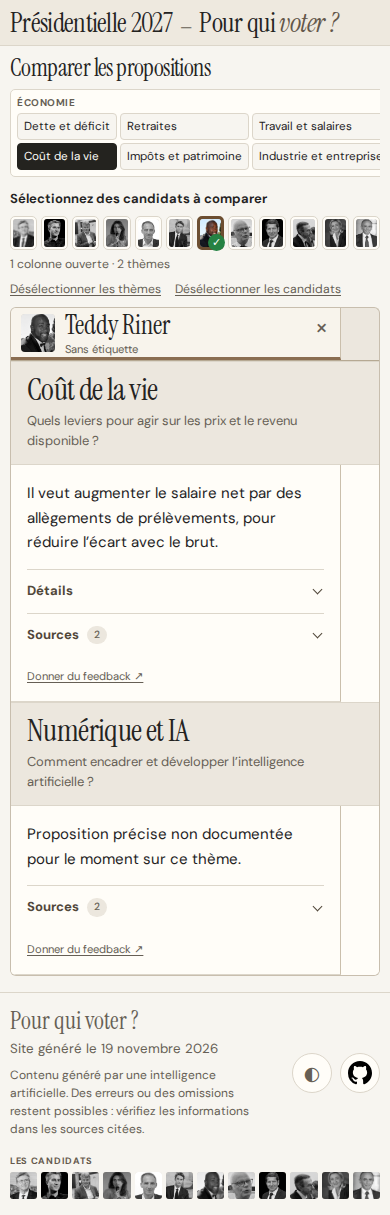 Présidentielle 2027 – Pour qui voter ?
Comparer les propositions
ÉCONOMIE
Dette et déficit
Retraites
Travail et salaires
Coût de la vie
Impôts et patrimoine
Industrie et entreprise
Sélectionnez des candidats à comparer
1 colonne ouverte · 2 thèmes
Désélectionner les thèmes
Désélectionner les candidats
Teddy Riner
Sans étiquette
×
Coût de la vie
Quels leviers pour agir sur les prix et le revenu
disponible ?
Il veut augmenter le salaire net par des
allègements de prélèvements, pour
réduire l’écart avec le brut.
Détails
Sources 2
Donner du feedback ↗
Numérique et IA
Comment encadrer et développer l’intelligence
artificielle ?
Proposition précise non documentée
pour le moment sur ce thème.
Sources 2
Donner du feedback ↗
Pour qui voter ?
Site généré le 19 novembre 2026
Contenu généré par une intelligence
artificielle. Des erreurs ou des omissions
restent possibles : vérifiez les informations
dans les sources citées.
LES CANDIDATS